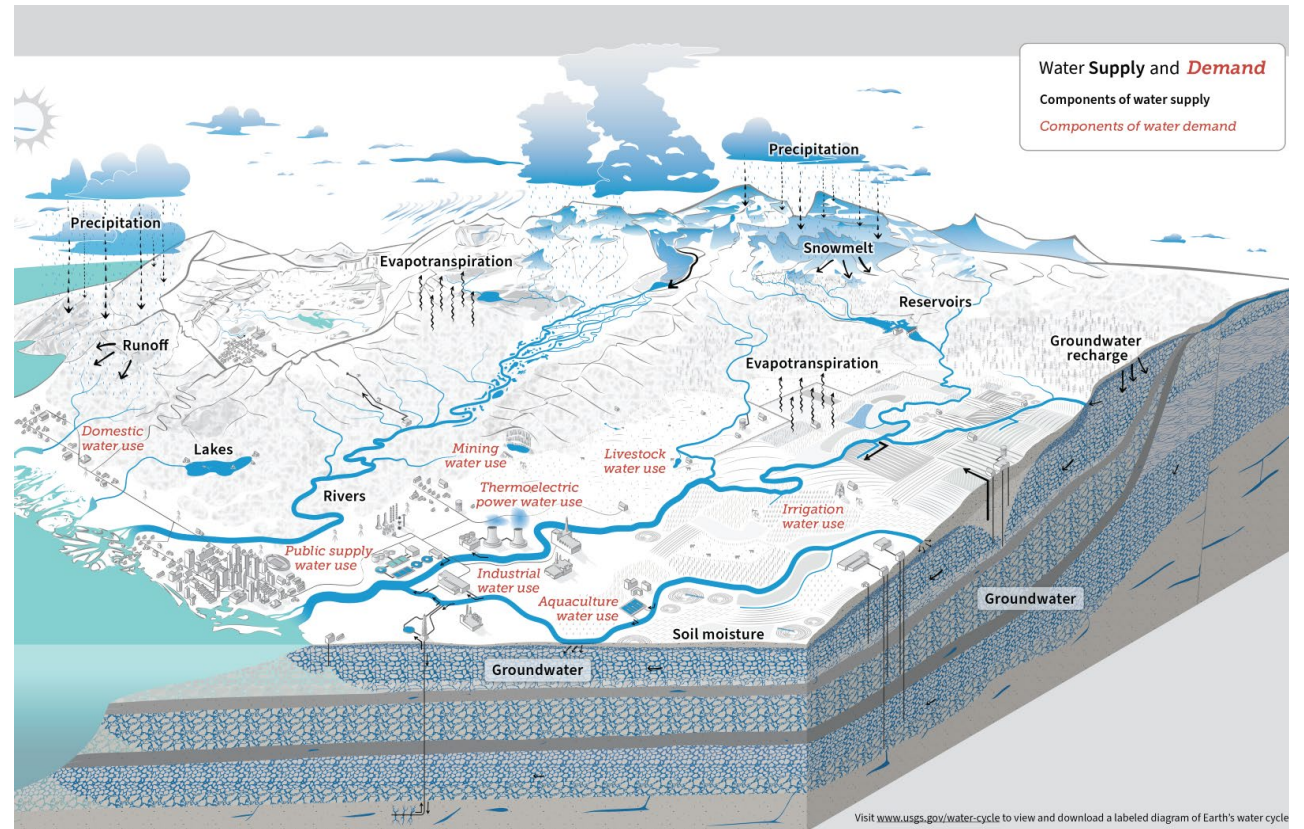 Water Supply and Demand
Components of water supply
Components of water demand
Precipitation
Precipitation
Evapotranspiration
Snowmelt
Reservoirs
Runoff
Groundwater
recharge
Evapotranspiration
Domestic
water use
Lakes
Mining
water use
Livestock
water use
Rivers
Thermoelectric
power water use
Irrigation
water use
Public supply
water use
Industrial
water use
Aquaculture
water use
Groundwater
Soil moisture
Groundwater
Visit www.usgs.gov/water-cycle to view and download a labeled diagram of Earth's water cycle